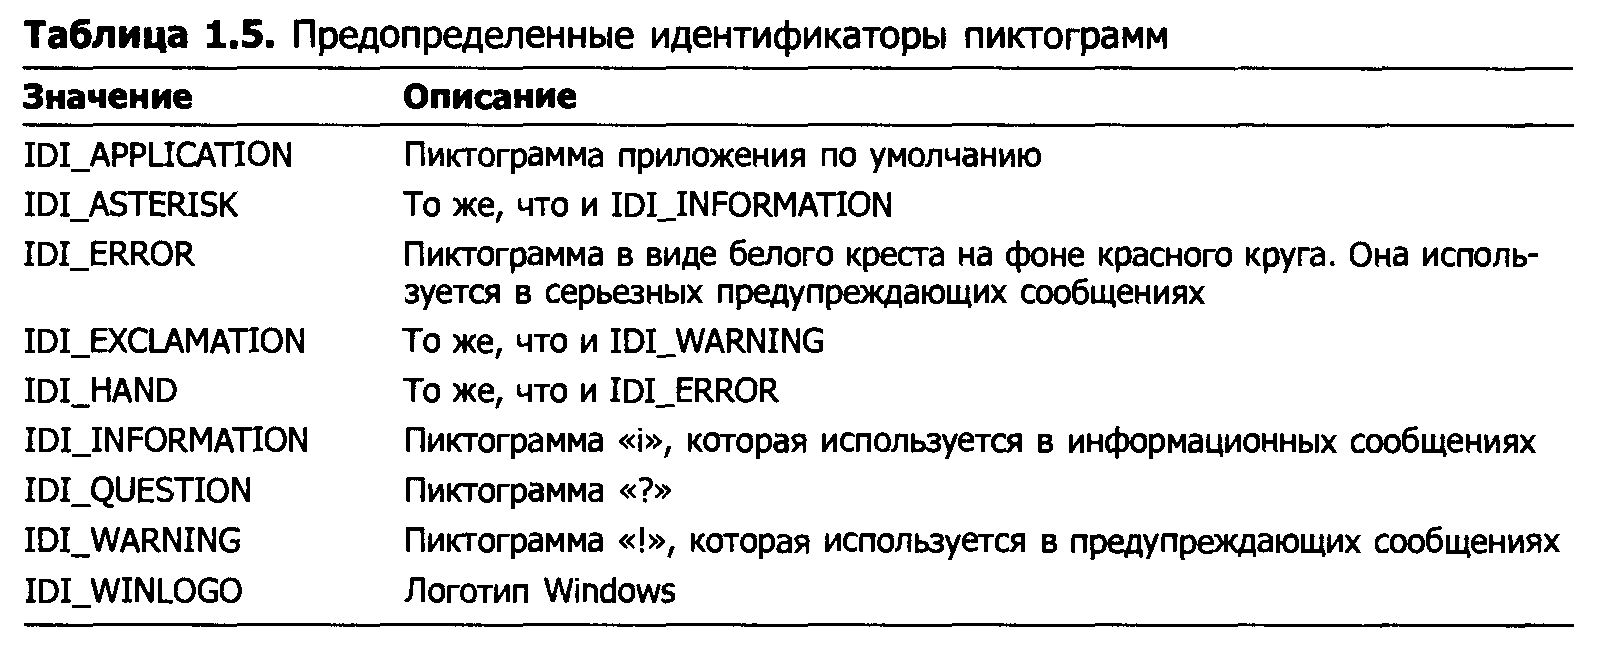 Таблица 1.5. Предопределенные идентификаторы пиктограмм
Значение Описание
IDI_APPLICATION Пиктограмма приложения по умолчанию
IDI_ASTERISK То же, что и IDI_INFORMATION
IDI_ERROR Пиктограмма в виде белого креста на фоне красного круга. Она исполь-
зуется в серьезных предупреждающих сообщениях
IDI_EXCLAMATION То же, что и IDI_WARNING
IDI_HAND То же, что и IDI_ERROR
IDI_INFORMATION Пиктограмма «i», которая используется в информационных сообщениях
IDI_QUESTION Пиктограмма «?»
IDI_WARNING Пиктограмма «!», которая используется в предупреждающих сообщениях
IDI_WINLOGO Логотип Windows